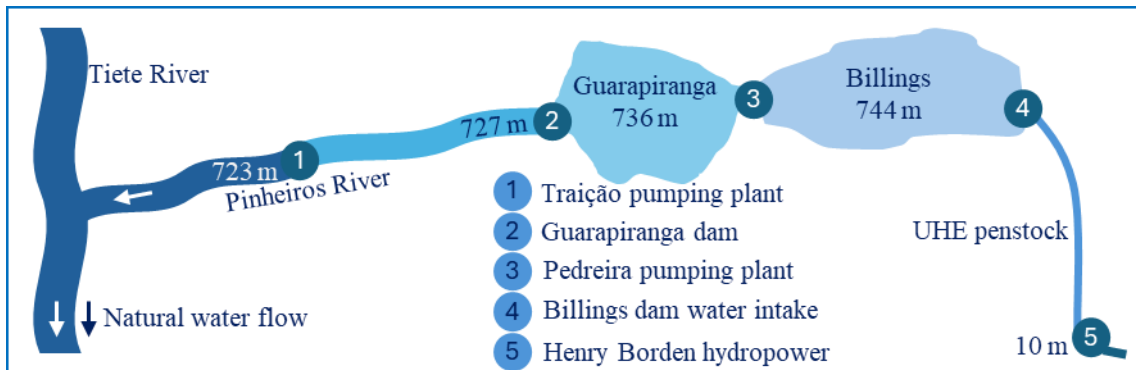 Tiete River
Guarapiranga
736 m
Billings
744 m
3
4
2
727 m
1
723 m
Pinheiros River
1 Traição pumping plant
2 Guarapiranga dam
3 Pedreira pumping plant
4 Billings dam water intake
5 Henry Borden hydropower
UHE penstock
Natural water flow
10 m
5